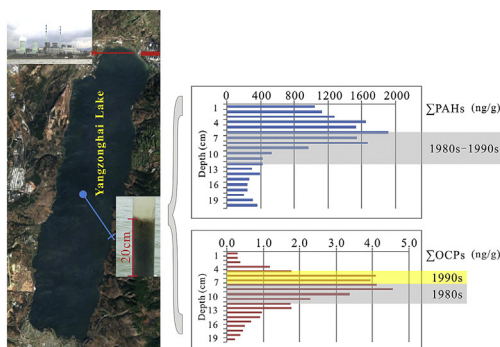 Yangzonghai Lake
20cm
0 400 800 1200 1600 2000
∑PAHs (ng/g)
Depth (cm)
1
4
7
10
13
16
19
1980s-1990s
0.0 1.0 2.0 3.0 4.0 5.0
∑OCPs (ng/g)
Depth (cm)
1
4
7
10
13
16
19
1990s
1980s